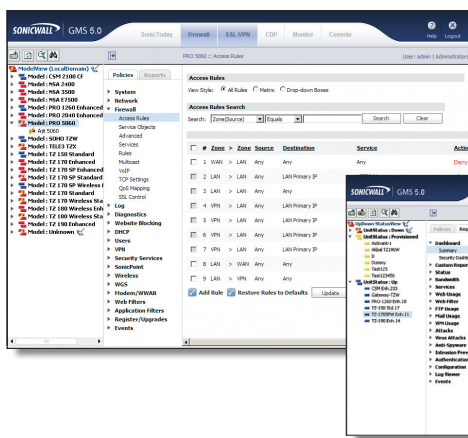 SONICWALL GMS 5.0
SonicToday Firewall SSL-VPN CDP Monitor Console
Help Logout
PRO 5060 :: Access Rules
User: admin | Administrators
ModelView (LocalDomain)
Model : CSM 2100 CF
Model : NSA 2400
Model : NSA 3500
Model : NSA E7500
Model : PRO 1260 Enhanced
Model : PRO 2040 Enhanced
Model : PRO 5060
Model : SOHO TZW
Model : TELE3 TZX
Model : TZ 150 Standard
Model : TZ 170 Enhanced
Model : TZ 170 SP Enhanced
Model : TZ 170 SP Standard
Model : TZ 170 SP Wireless
Model : TZ 170 Standard
Model : TZ 170 Wireless Sta
Model : TZ 180 Wireless Enh
Model : TZ 180 Wireless Sta
Model : TZ 190 Enhanced
Model : Unknown
Policies Reports
System
Network
Firewall
Access Rules
Service Objects
Advanced
Services
Rules
Multicast
VoIP
TCP Settings
QoS Mapping
SSL Control
Log
Diagnostics
Website Blocking
DHCP
Users
VPN
Security Services
SonicPoint
Wireless
WGS
Modem/WWAN
Web Filters
Application Filters
Register/Upgrades
Events
Access Rules
View Style: All Rules Matrix Drop-down Boxes
Access Rules Search
Search: Zone(Source) Equals Search Clear
# Zone > Zone Source Destination Service Actio
1 WAN > LAN Any Any Any Deny
2 LAN > LAN Any LAN Primary IP
3 LAN > LAN Any Any
4 VPN > LAN Any LAN Primary IP
5 VPN > LAN Any LAN Primary IP
6 VPN > LAN Any LAN Primary IP
7 VPN > LAN Any LAN Primary IP
8 LAN > WAN Any Any
9 LAN > VPN Any Any
Add Rule Restore Rules to Defaults Update
SONICWALL GMS 5.0
UpDown StatusView
UnitStatus : Down
UnitStatus : Provisioned
D
Dummy
Test123
Test123456
UnitStatus : Up
CSM Enh.233
Gateway-TZW
PRO-1260 Enh.18
TZ-150 Std.17
TZ-170SPW Enh.11
TZ-190 Enh.14
Policies Rep
Dashboard
Summary
Security Dashb
Custom Repor
Status
Bandwidth
Services
Web Usage
Web Filter
FTP Usage
Mail Usage
VPN Usage
Attacks
Virus Attacks
Anti-Spyware
Intrusion Prev
Authentication
Configuration
Log Viewer
Events